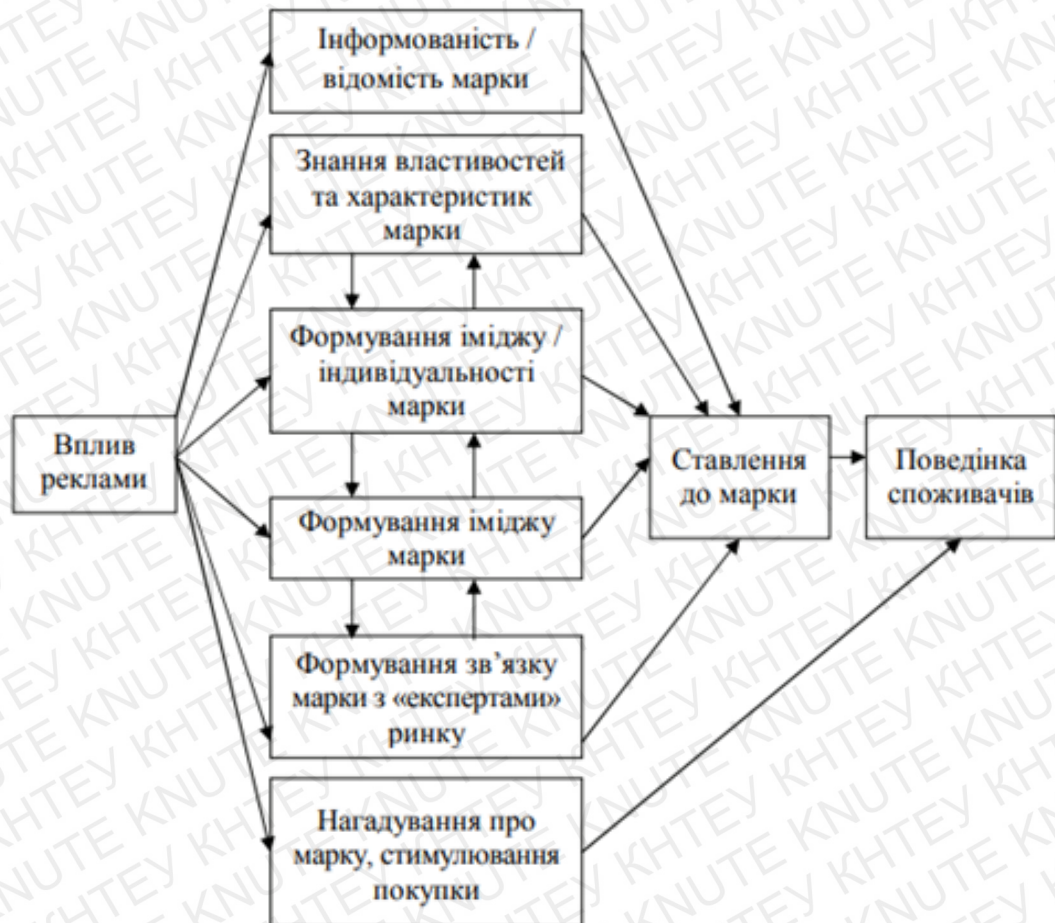 Інформованість /
відомість марки
Знання властивостей
та характеристик
марки
Формування іміджу /
індивідуальності
марки
Вплив
реклами
Ставлення
до марки
Поведінка
споживачів
Формування іміджу
марки
Формування зв’язку
марки з «експертами»
ринку
Нагадування про
марку, стимулювання
покупки